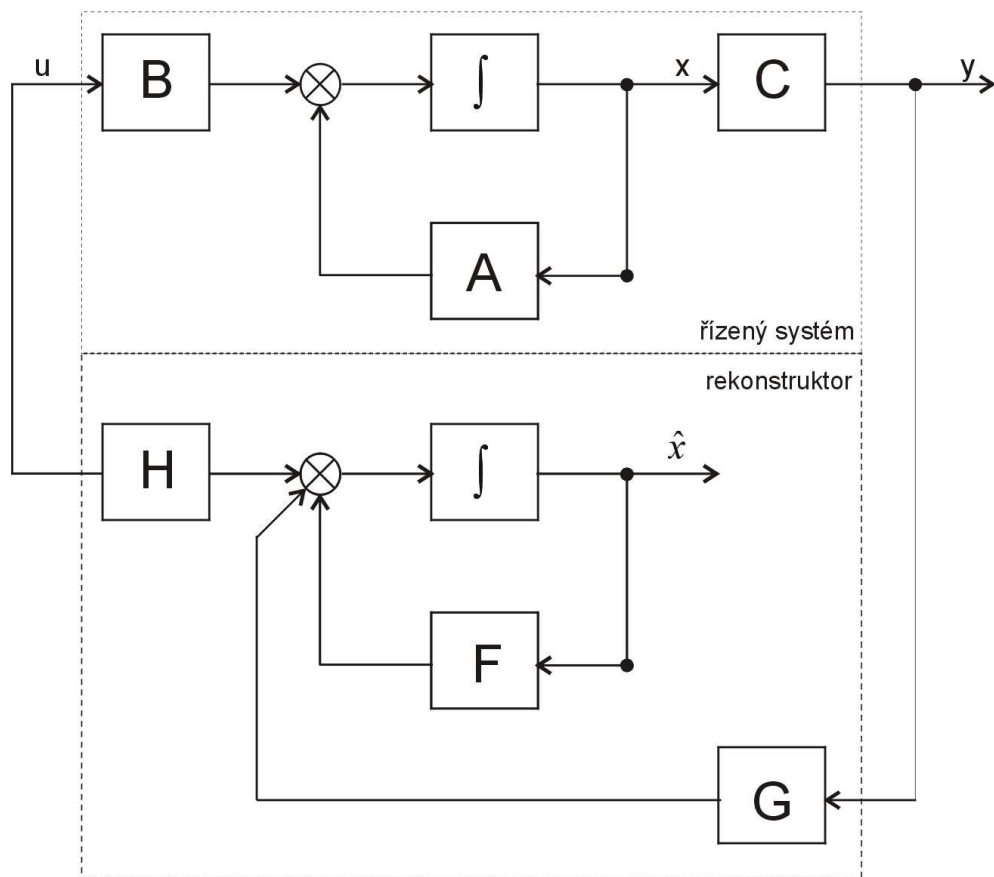 u
B
∫
x
C
y
A
řízený systém
rekonstruktor
H
∫
x̂
F
G